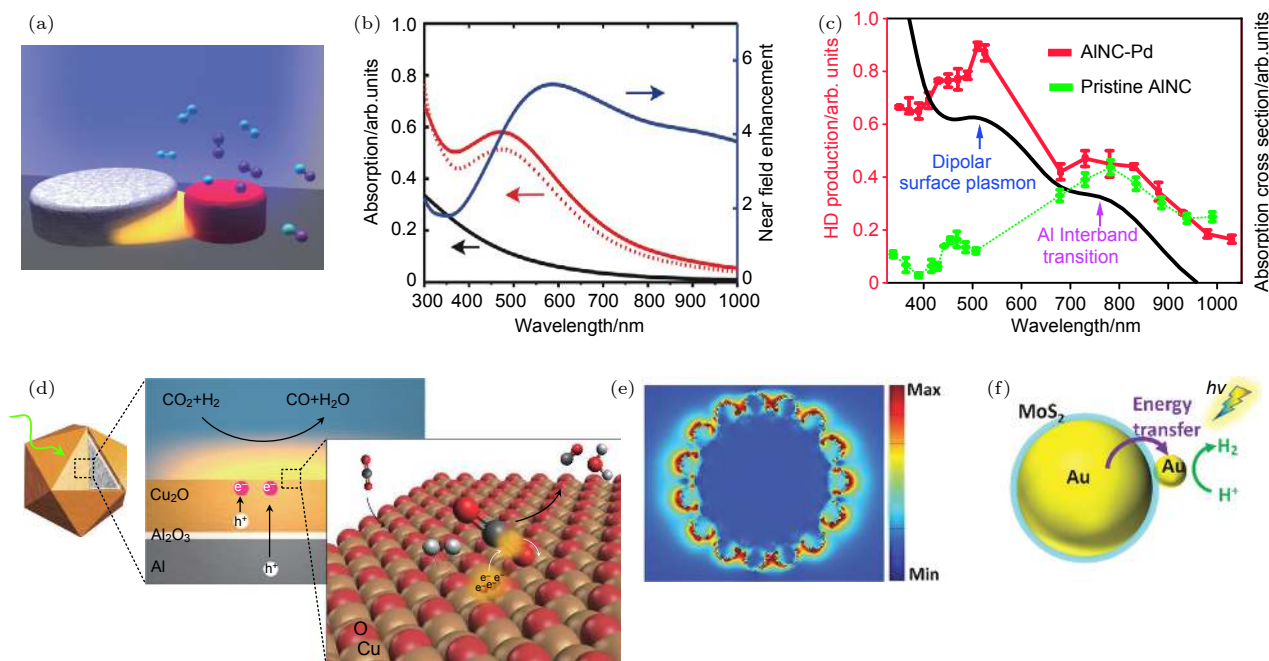 (a)
(b)
Absorption/arb.units
1.0
0.8
0.6
0.4
0.2
0
300 400 500 600 700 800 900 1000
Wavelength/nm
6
4
2
0
Near field enhancement
(c)
HD production/arb. units
1.0
0.8
0.6
0.4
0.2
0
AlNC-Pd
Pristine AlNC
Dipolar
surface plasmon
Al Interband
transition
400 500 600 700 800 900 1000
Wavelength/nm
Absorption cross section/arb.units
(d)
CO2+H2 CO+H2O
Cu2O
e− e−
h+
Al2O3
Al
h+
e− e−
e−e−e−
O
Cu
(e)
Max
Min
(f)
MoS2
hν
Energy
transfer
Au
Au
H2
H+